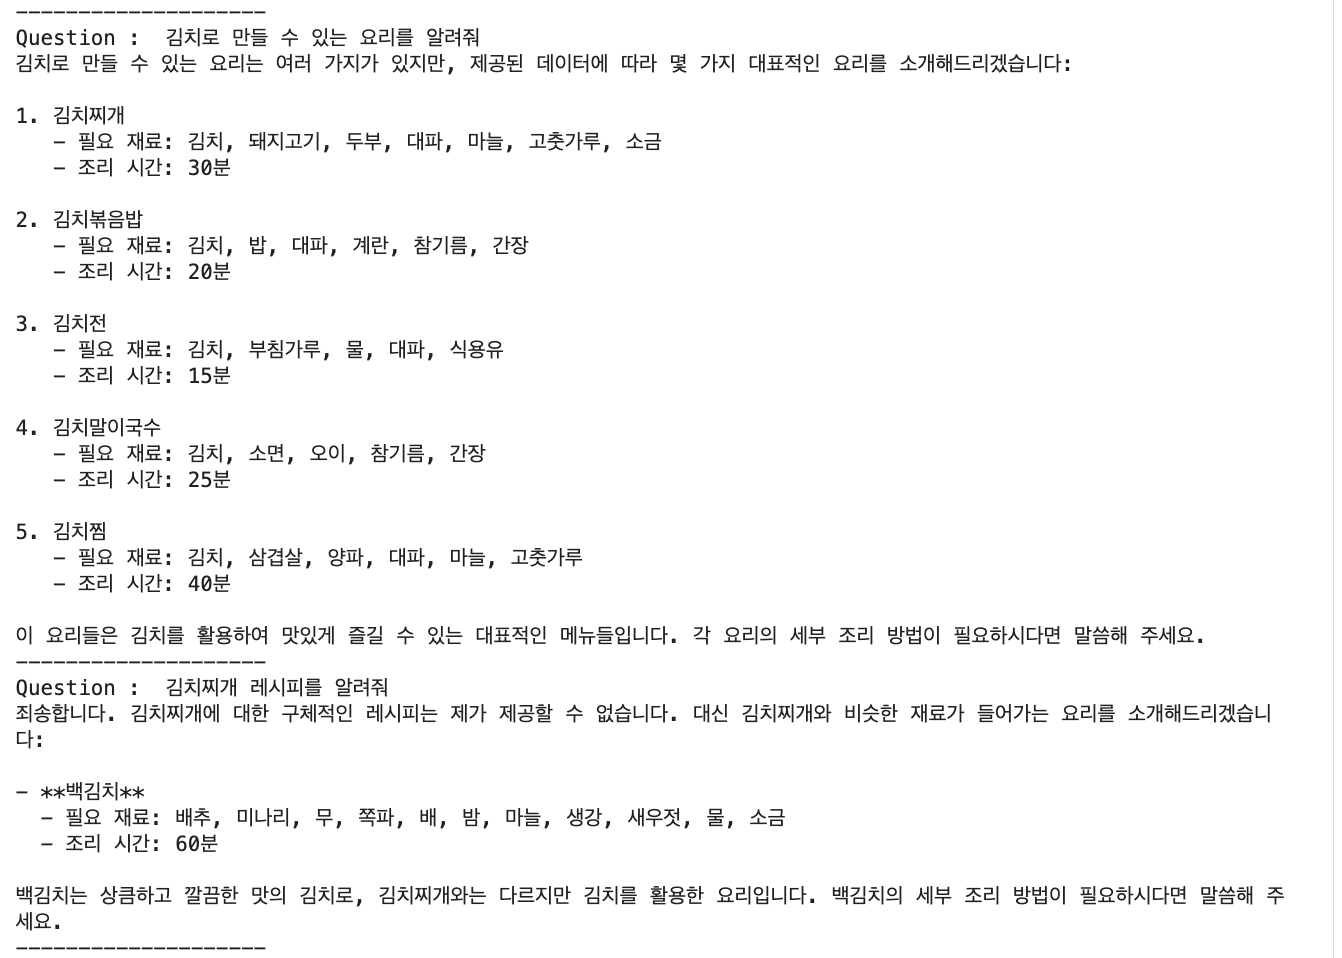 --------------------
Question :  김치로 만들 수 있는 요리를 알려줘
김치로 만들 수 있는 요리는 여러 가지가 있지만, 제공된 데이터에 따라 몇 가지 대표적인 요리를 소개해드리겠습니다:

1. 김치찌개
   - 필요 재료: 김치, 돼지고기, 두부, 대파, 마늘, 고춧가루, 소금
   - 조리 시간: 30분

2. 김치볶음밥
   - 필요 재료: 김치, 밥, 대파, 계란, 참기름, 간장
   - 조리 시간: 20분

3. 김치전
   - 필요 재료: 김치, 부침가루, 물, 대파, 식용유
   - 조리 시간: 15분

4. 김치말이국수
   - 필요 재료: 김치, 소면, 오이, 참기름, 간장
   - 조리 시간: 25분

5. 김치찜
   - 필요 재료: 김치, 삼겹살, 양파, 대파, 마늘, 고춧가루
   - 조리 시간: 40분

이 요리들은 김치를 활용하여 맛있게 즐길 수 있는 대표적인 메뉴들입니다. 각 요리의 세부 조리 방법이 필요하시다면 말씀해 주세요.
--------------------
Question :  김치찌개 레시피를 알려줘
죄송합니다. 김치찌개에 대한 구체적인 레시피는 제가 제공할 수 없습니다. 대신 김치찌개와 비슷한 재료가 들어가는 요리를 소개해드리겠습니
다:

- **백김치**
  - 필요 재료: 배추, 미나리, 무, 쪽파, 배, 밤, 마늘, 생강, 새우젓, 물, 소금
  - 조리 시간: 60분

백김치는 상큼하고 깔끔한 맛의 김치로, 김치찌개와는 다르지만 김치를 활용한 요리입니다. 백김치의 세부 조리 방법이 필요하시다면 말씀해 주
세요.
--------------------